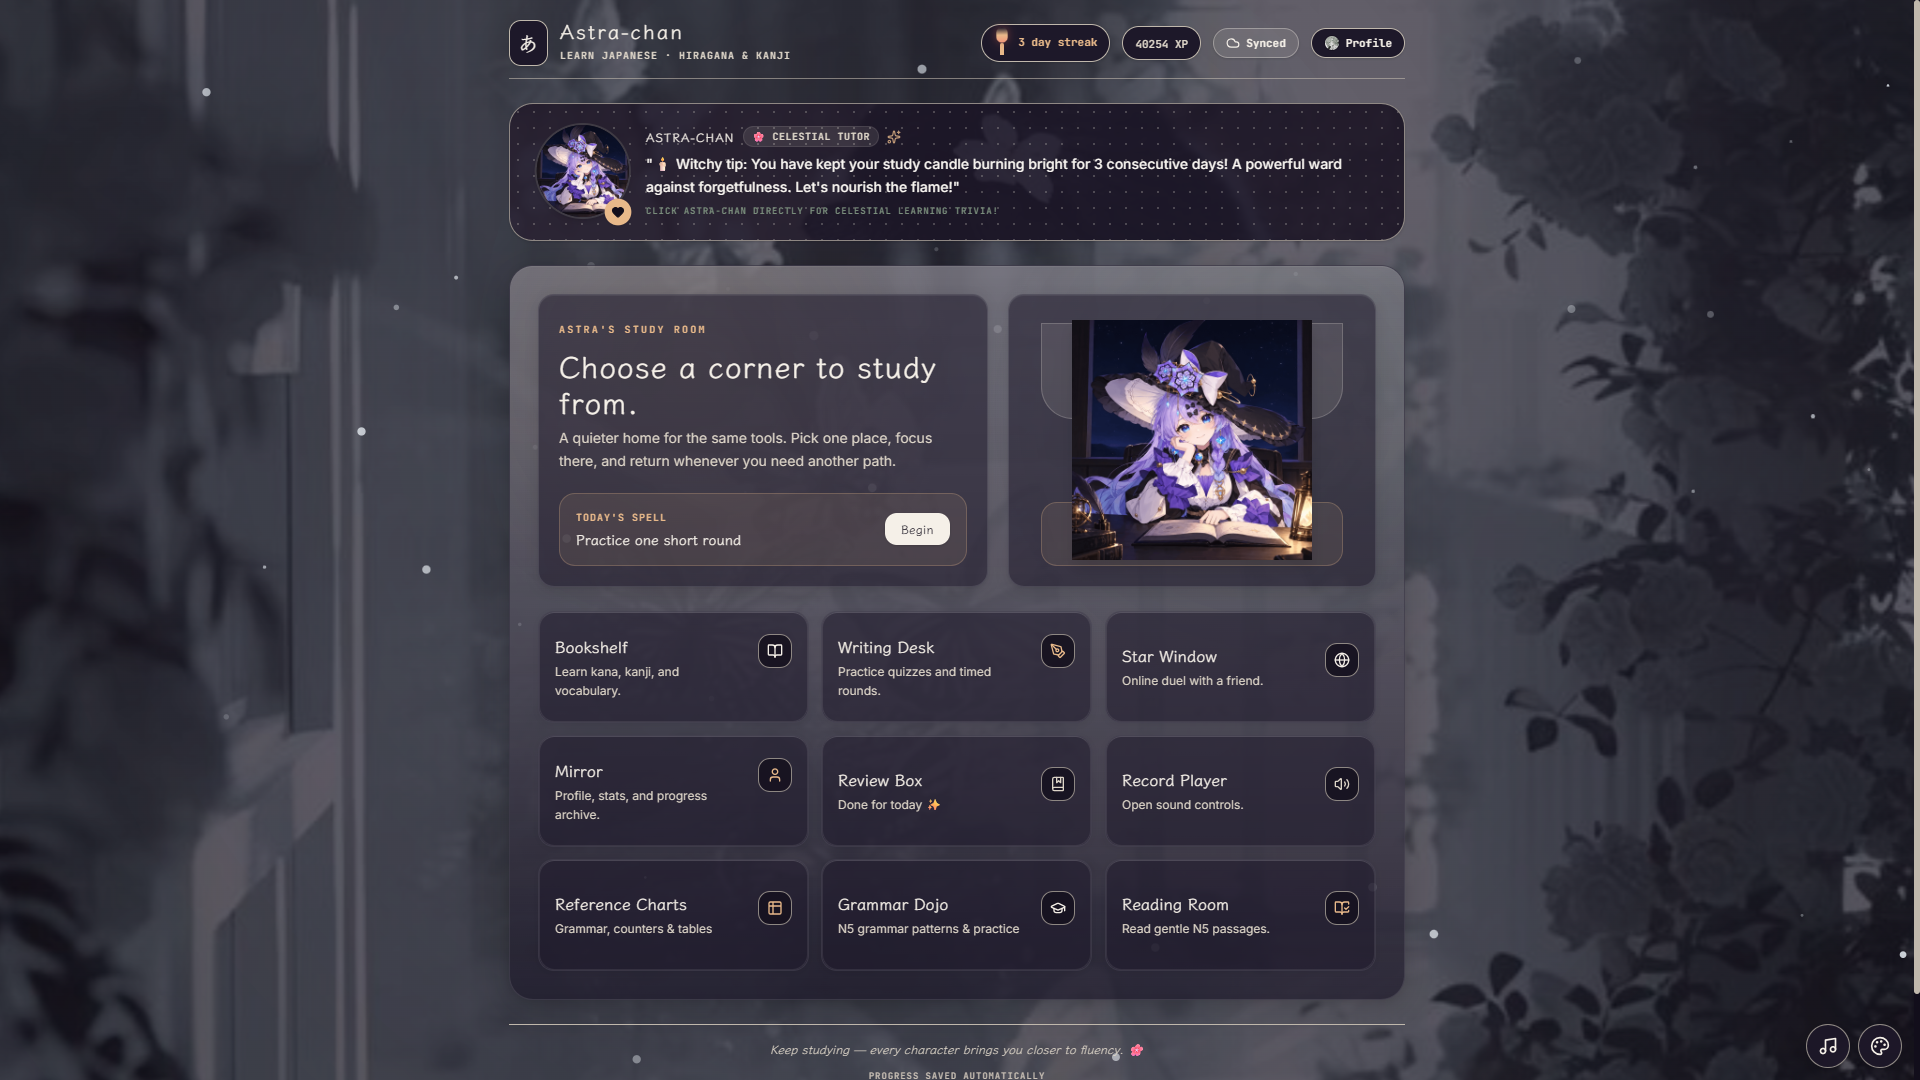 あ
Astra-chan
LEARN JAPANESE · HIRAGANA & KANJI
3 day streak
40254 XP
Synced
Profile
ASTRA-CHAN
🌸 CELESTIAL TUTOR
"🕯️ Witchy tip: You have kept your study candle burning bright for 3 consecutive days! A powerful ward
against forgetfulness. Let's nourish the flame!"
CLICK ASTRA-CHAN DIRECTLY FOR CELESTIAL LEARNING TRIVIA!
ASTRA'S STUDY ROOM
Choose a corner to study
from.
A quieter home for the same tools. Pick one place, focus
there, and return whenever you need another path.
TODAY'S SPELL
Practice one short round
Begin
Bookshelf
Learn kana, kanji, and
vocabulary.
Writing Desk
Practice quizzes and timed
rounds.
Star Window
Online duel with a friend.
Mirror
Profile, stats, and progress
archive.
Review Box
Done for today ✨
Record Player
Open sound controls.
Reference Charts
Grammar, counters & tables
Grammar Dojo
N5 grammar patterns & practice
Reading Room
Read gentle N5 passages.
Keep studying — every character brings you closer to fluency. 🌸
PROGRESS SAVED AUTOMATICALLY